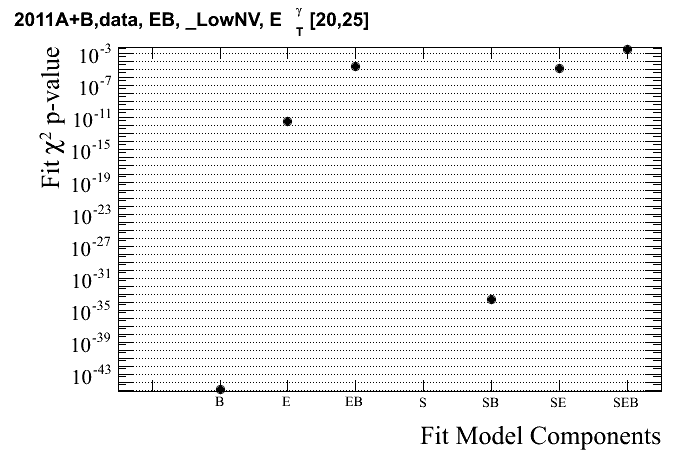 2011A+B,data, EB, _LowNV, E γ T [20,25]
Fit χ² p-value
10⁻³
10⁻⁷
10⁻¹¹
10⁻¹⁵
10⁻¹⁹
10⁻²³
10⁻²⁷
10⁻³¹
10⁻³⁵
10⁻³⁹
10⁻⁴³
B E EB S SB SE SEB
Fit Model Components